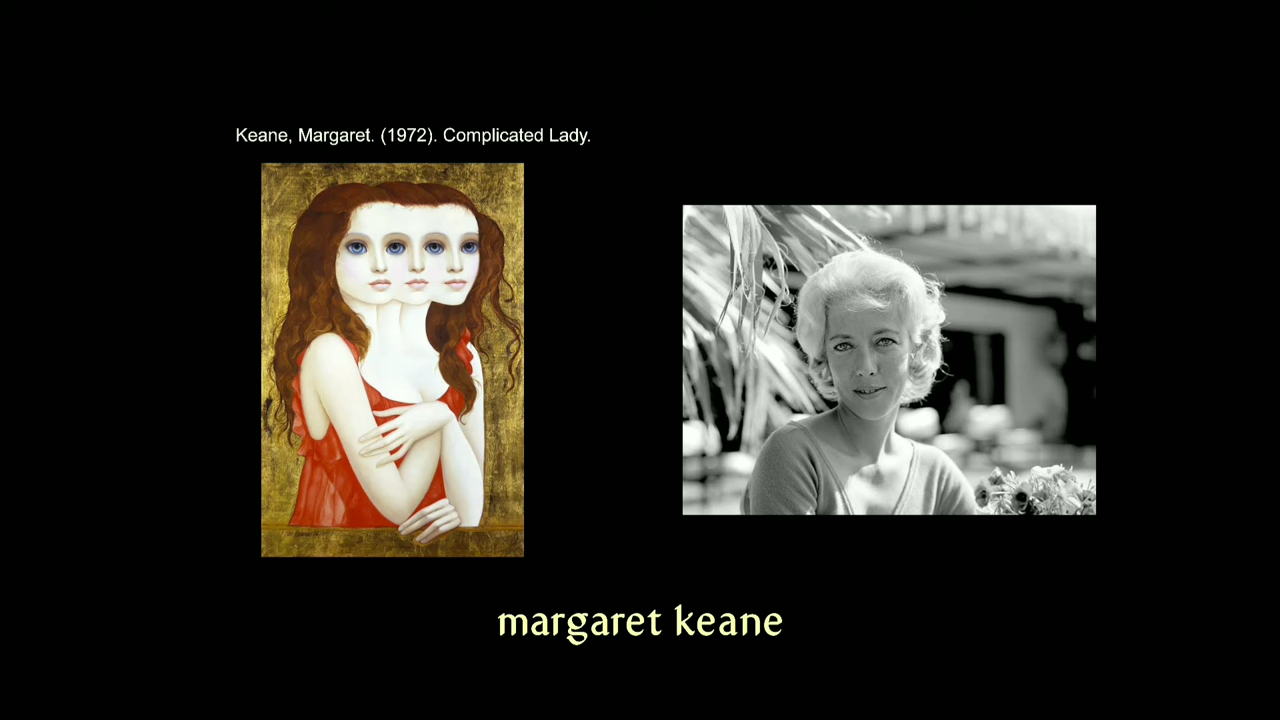 Keane, Margaret. (1972). Complicated Lady.
margaret keane